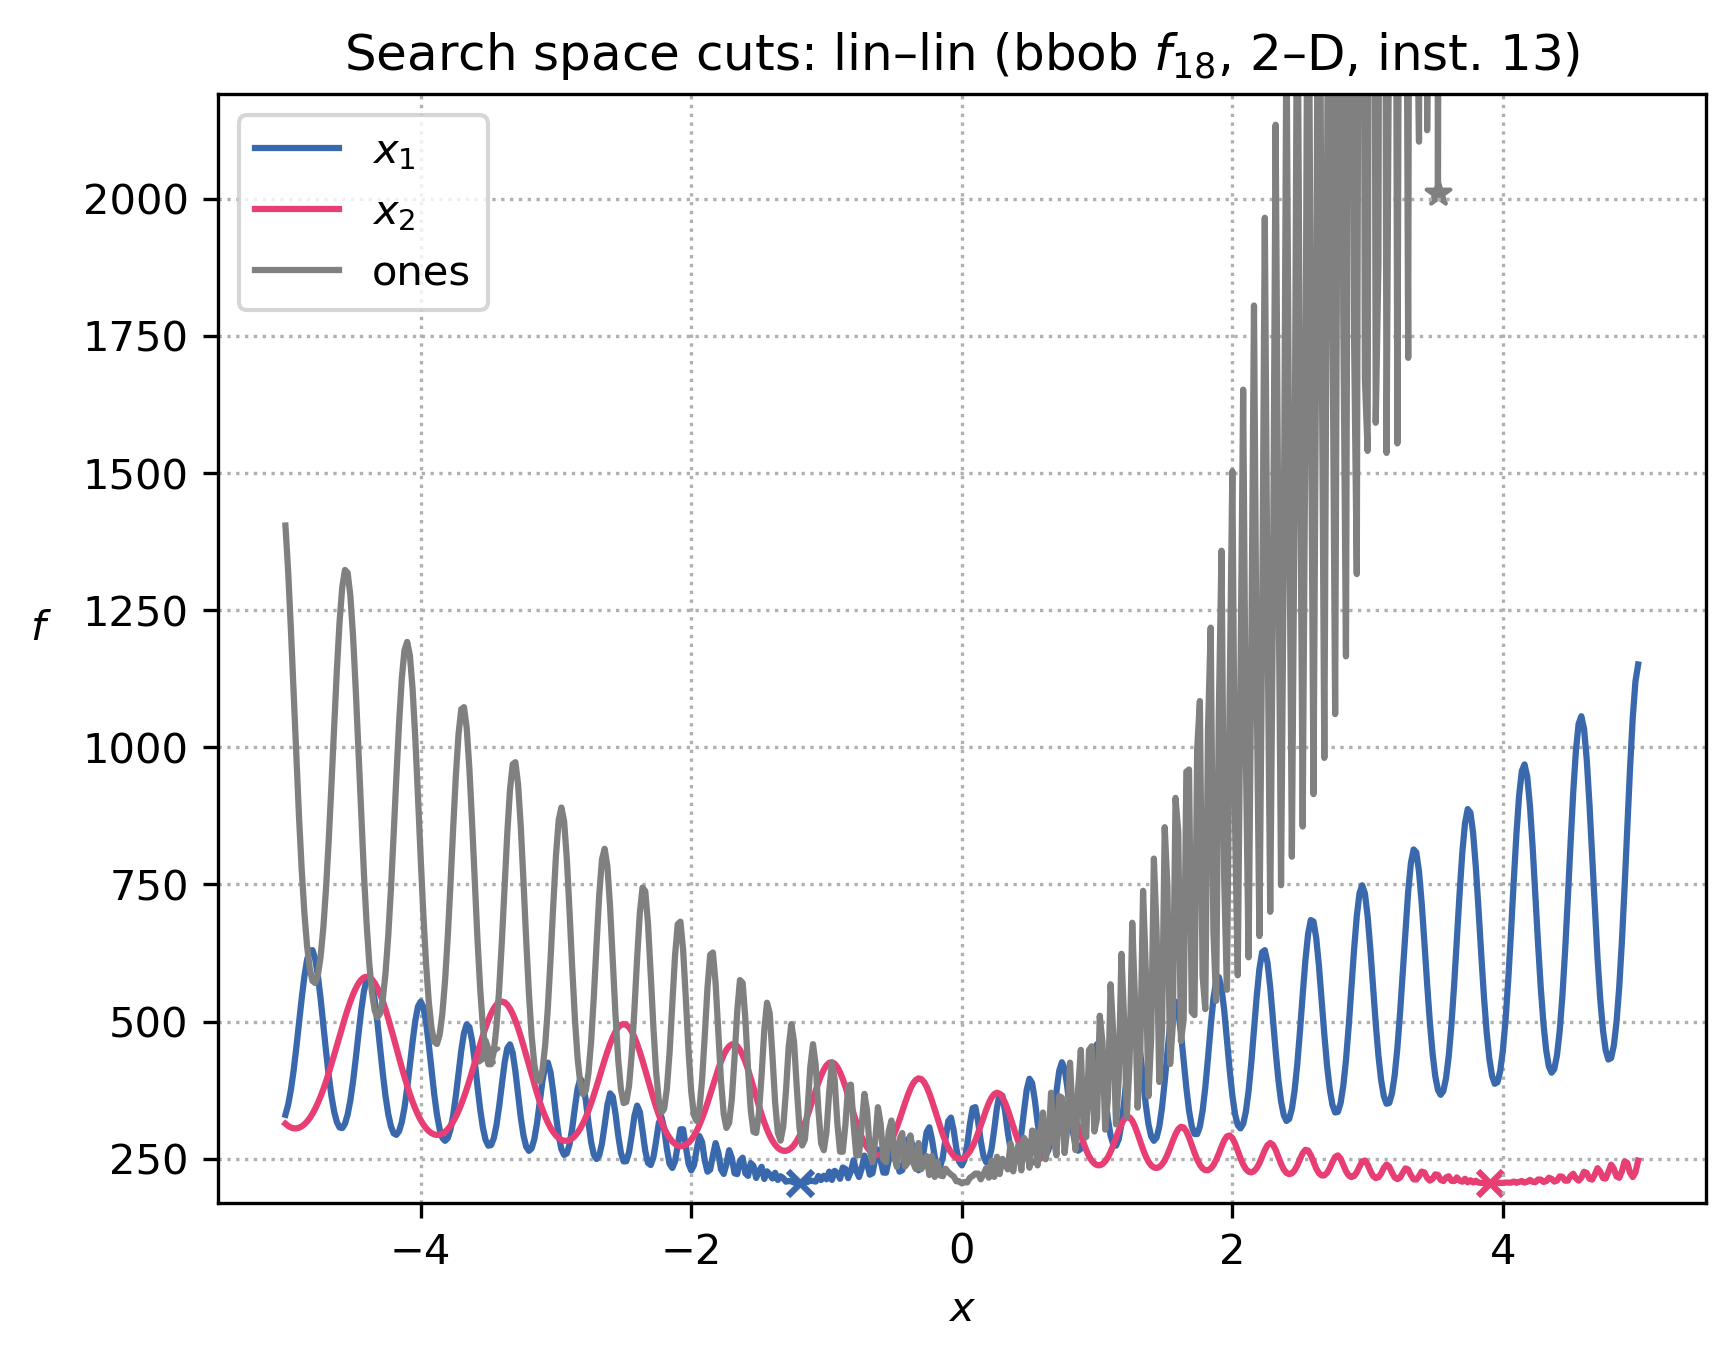 Search space cuts: lin–lin (bbob f₁₈, 2–D, inst. 13)
x₁
x₂
ones
2000
1750
1500
1250
1000
750
500
250
f
−4
−2
0
2
4
x